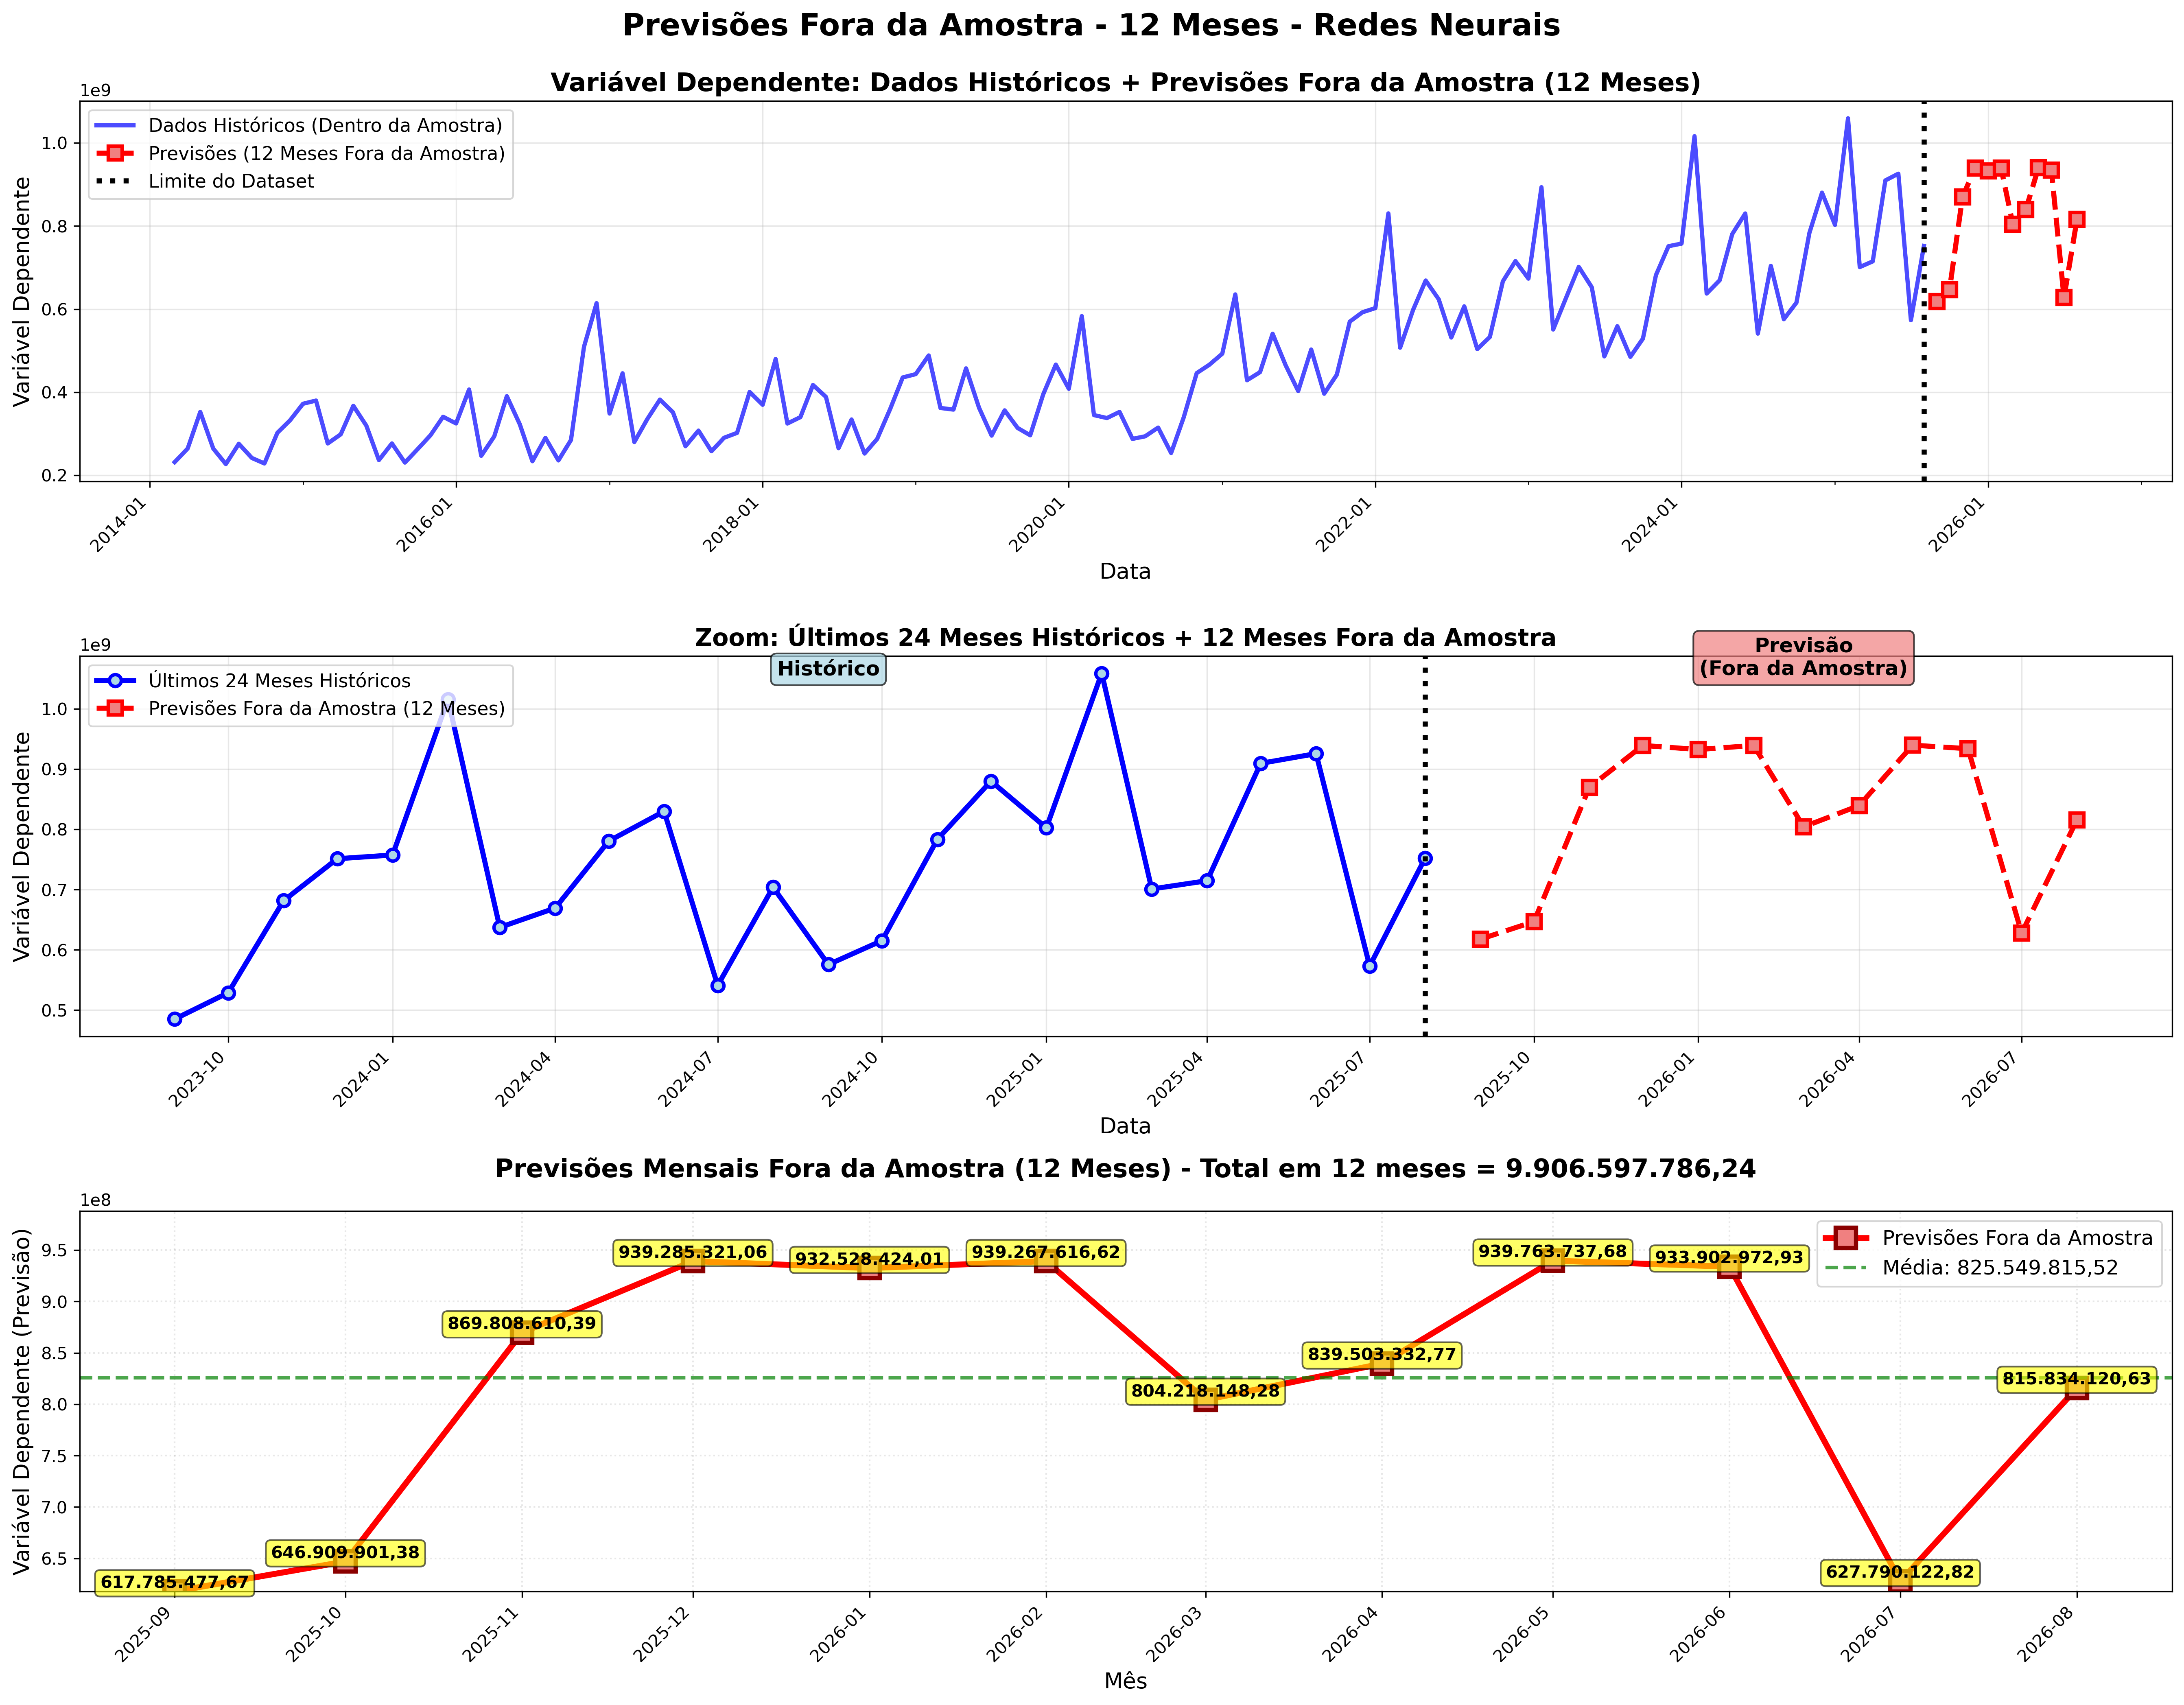 Previsões Fora da Amostra - 12 Meses - Redes Neurais
Variável Dependente: Dados Históricos + Previsões Fora da Amostra (12 Meses)
1e9
Dados Históricos (Dentro da Amostra)
Previsões (12 Meses Fora da Amostra)
Limite do Dataset
Variável Dependente
1.0
0.8
0.6
0.4
0.2
2014-01
2016-01
2018-01
2020-01
2022-01
2024-01
2026-01
Data
Zoom: Últimos 24 Meses Históricos + 12 Meses Fora da Amostra
1e9
Últimos 24 Meses Históricos
Previsões Fora da Amostra (12 Meses)
Histórico
Previsão
(Fora da Amostra)
Variável Dependente
1.0
0.9
0.8
0.7
0.6
0.5
2023-10
2024-01
2024-04
2024-07
2024-10
2025-01
2025-04
2025-07
2025-10
2026-01
2026-04
2026-07
Data
Previsões Mensais Fora da Amostra (12 Meses) - Total em 12 meses = 9.906.597.786,24
1e8
Previsões Fora da Amostra
Média: 825.549.815,52
Variável Dependente (Previsão)
9.5
9.0
8.5
8.0
7.5
7.0
6.5
617.785.477,67
646.909.901,38
869.808.610,39
939.285.321,06
932.528.424,01
939.267.616,62
804.218.148,28
839.503.332,77
939.763.737,68
933.902.972,93
627.790.122,82
815.834.120,63
2025-09
2025-10
2025-11
2025-12
2026-01
2026-02
2026-03
2026-04
2026-05
2026-06
2026-07
2026-08
Mês